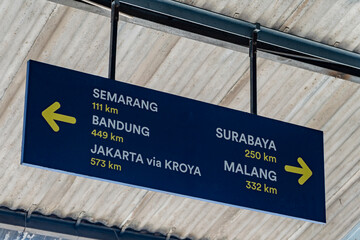 SEMARANG
111 km
BANDUNG
449 km
JAKARTA via KROYA
573 km
SURABAYA
250 km
MALANG
332 km